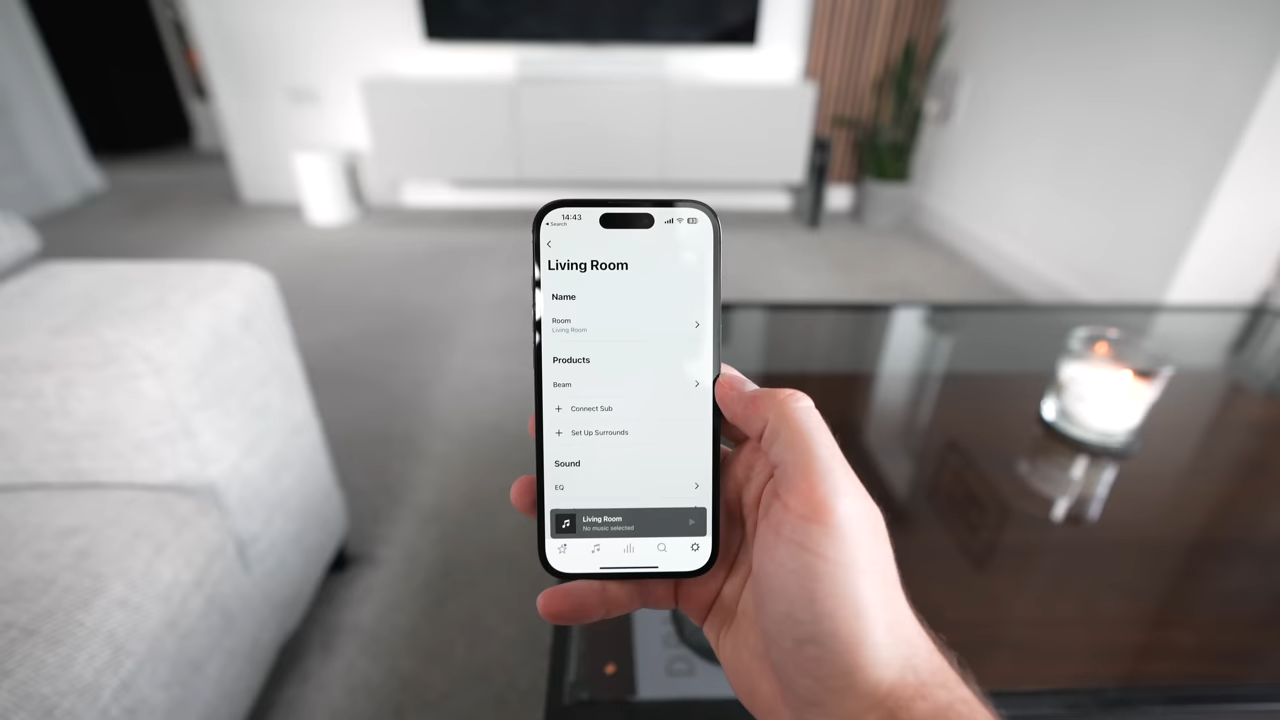 14:43
83
Search
Living Room
Name
Room
Living Room
Products
Beam
Connect Sub
Set Up Surrounds
Sound
EQ
Living Room
No music selected